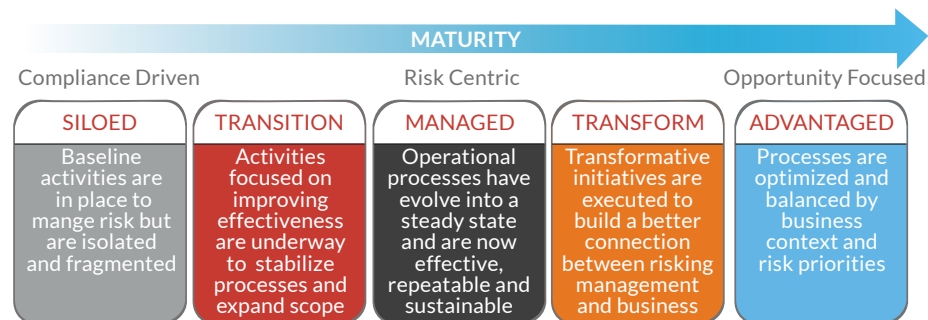 MATURITY
Compliance Driven
Risk Centric
Opportunity Focused
SILOED
Baseline
activities are
in place to
mange risk but
are isolated
and fragmented
TRANSITION
Activities
focused on
improving
effectiveness
are underway
to stabilize
processes and
expand scope
MANAGED
Operational
processes have
evolve into a
steady state
and are now
effective,
repeatable and
sustainable
TRANSFORM
Transformative
initiatives are
executed to
build a better
connection
between risking
management
and business
ADVANTAGED
Processes are
optimized and
balanced by
business
context and
risk priorities